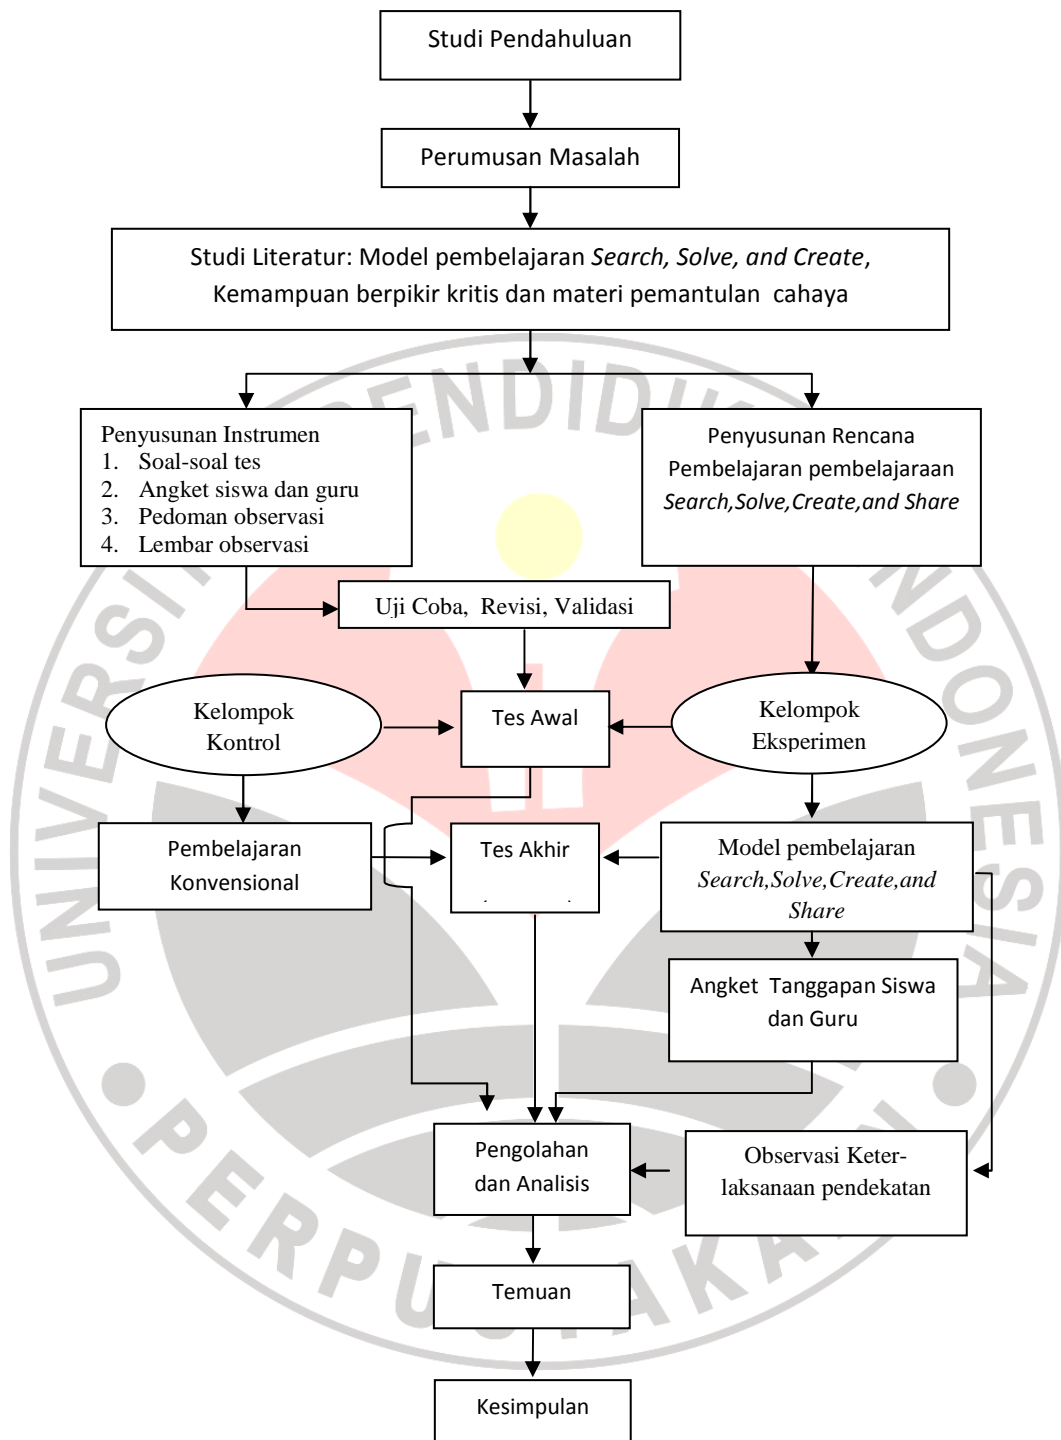 Studi Pendahuluan
Perumusan Masalah
Studi Literatur: Model pembelajaran Search, Solve, and Create,
Kemampuan berpikir kritis dan materi pemantulan cahaya
Penyusunan Instrumen
1. Soal-soal tes
2. Angket siswa dan guru
3. Pedoman observasi
4. Lembar observasi
Penyusunan Rencana
Pembelajaran pembelajaraan
Search,Solve,Create,and Share
Uji Coba, Revisi, Validasi
Kelompok
Kontrol
Tes Awal
Kelompok
Eksperimen
Pembelajaran
Konvensional
Tes Akhir
Model pembelajaran
Search,Solve,Create,and
Share
Angket Tanggapan Siswa
dan Guru
Pengolahan
dan Analisis
Observasi Keter-
laksanaan pendekatan
Temuan
Kesimpulan
PERPUSTAKAAN